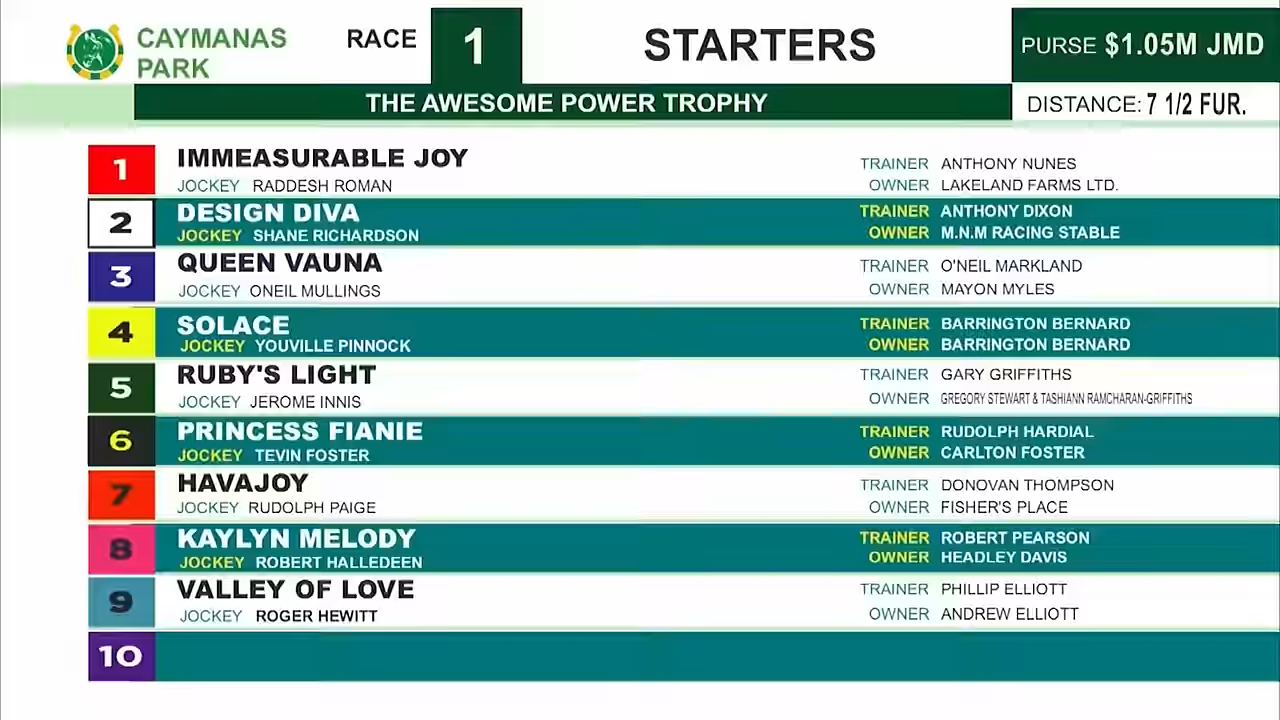 CAYMANAS
PARK
RACE 1
STARTERS
PURSE $1.05M JMD
THE AWESOME POWER TROPHY
DISTANCE: 7 1/2 FUR.
1 IMMEASURABLE JOY
JOCKEY RADDESH ROMAN
TRAINER ANTHONY NUNES
OWNER LAKELAND FARMS LTD.
2 DESIGN DIVA
JOCKEY SHANE RICHARDSON
TRAINER ANTHONY DIXON
OWNER M.N.M RACING STABLE
3 QUEEN VAUNA
JOCKEY ONEIL MULLINGS
TRAINER O'NEIL MARKLAND
OWNER MAYON MYLES
4 SOLACE
JOCKEY YOUVILLE PINNOCK
TRAINER BARRINGTON BERNARD
OWNER BARRINGTON BERNARD
5 RUBY'S LIGHT
JOCKEY JEROME INNIS
TRAINER GARY GRIFFITHS
OWNER GREGORY STEWART & TASHIANN RAMCHARAN-GRIFFITHS
6 PRINCESS FIANIE
JOCKEY TEVIN FOSTER
TRAINER RUDOLPH HARDIAL
OWNER CARLTON FOSTER
7 HAVAJOY
JOCKEY RUDOLPH PAIGE
TRAINER DONOVAN THOMPSON
OWNER FISHER'S PLACE
8 KAYLYN MELODY
JOCKEY ROBERT HALLEDEEN
TRAINER ROBERT PEARSON
OWNER HEADLEY DAVIS
9 VALLEY OF LOVE
JOCKEY ROGER HEWITT
TRAINER PHILLIP ELLIOTT
OWNER ANDREW ELLIOTT
10